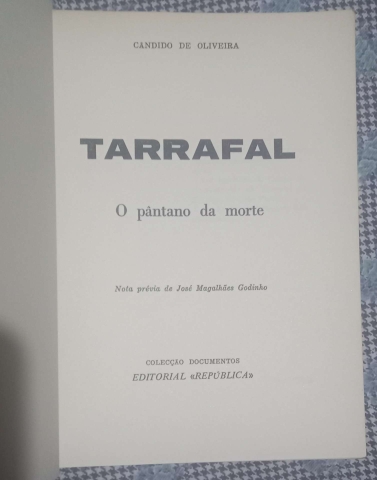 CANDIDO DE OLIVEIRA
TARRAFAL
O pântano da morte
Nota prévia de José Magalhães Godinho
COLECÇÃO DOCUMENTOS
EDITORIAL «REPÚBLICA»